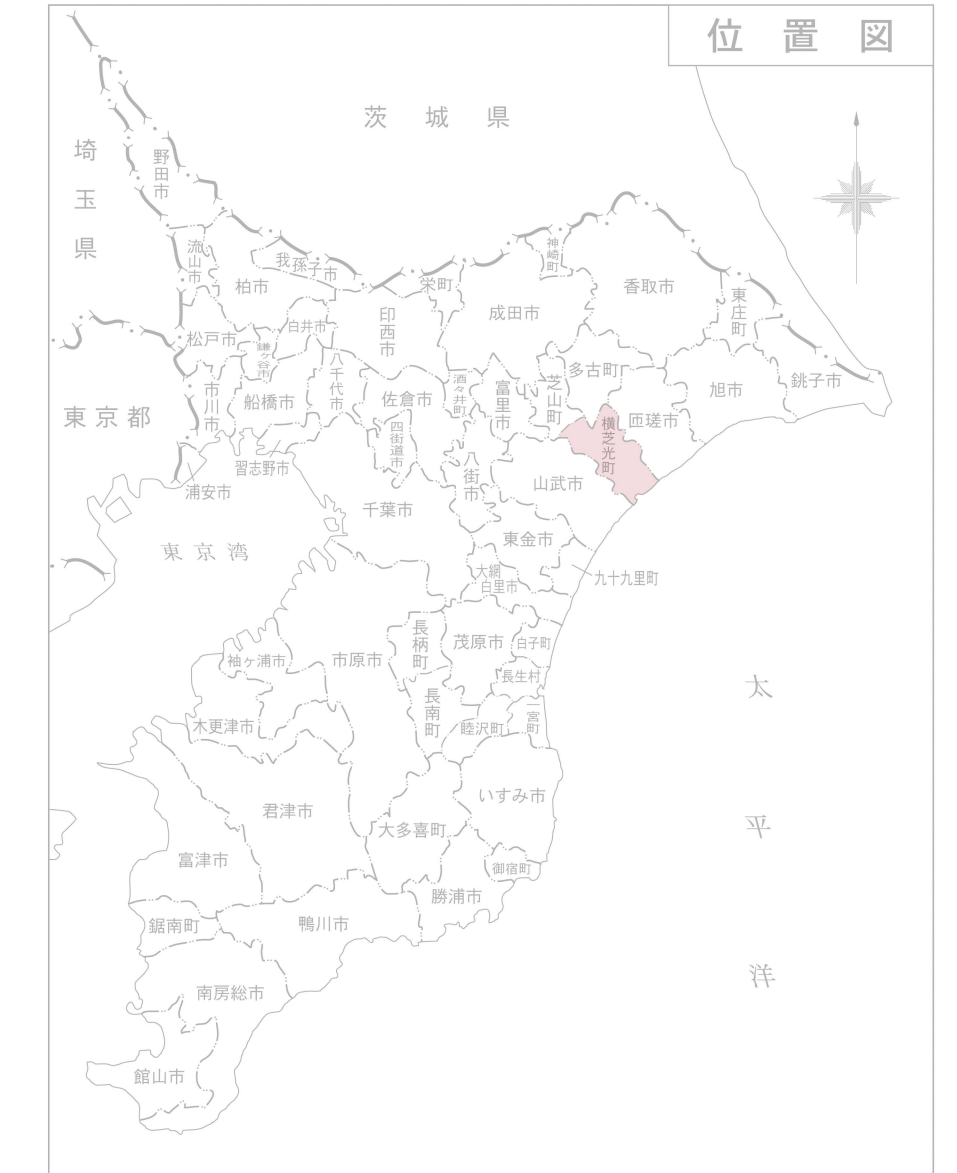 位置図
茨城県
埼玉県
野田市
流山市
我孫子市
柏市
栄町
神崎町
香取市
成田市
東庄町
印西市
白井市
松戸市
鎌ヶ谷市
八千代市
市川市
船橋市
佐倉市
酒々井町
富里市
芝山町
多古町
旭市
銚子市
匝瑳市
横芝光町
東京都
四街道市
八街市
習志野市
浦安市
山武市
千葉市
東金市
東京湾
大網
白里市
九十九里町
長柄町
茂原市
白子町
市原市
袖ヶ浦市
長生村
長南町
睦沢町
一宮町
木更津市
太平洋
いすみ市
君津市
大多喜町
富津市
御宿町
勝浦市
鋸南町
鴨川市
南房総市
館山市